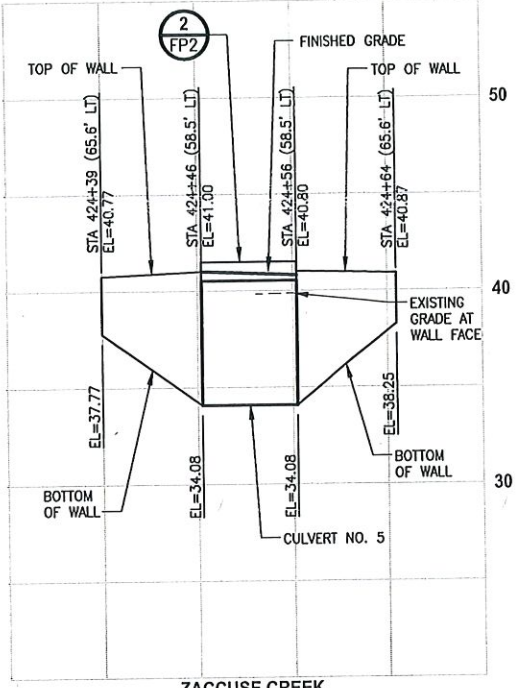 2
FP2
FINISHED GRADE
TOP OF WALL
TOP OF WALL
50
STA 424+39 (65.6' LT)
EL=40.77
STA 424+46 (58.5' LT)
EL=41.00
STA 424+56 (58.5' LT)
EL=40.80
STA 424+64 (65.6' LT)
EL=40.87
40
EXISTING
GRADE AT
WALL FACE
EL=37.77
EL=34.08
EL=34.08
EL=38.25
BOTTOM
OF WALL
BOTTOM
OF WALL
30
CULVERT NO. 5
ZACCUSE CREEK